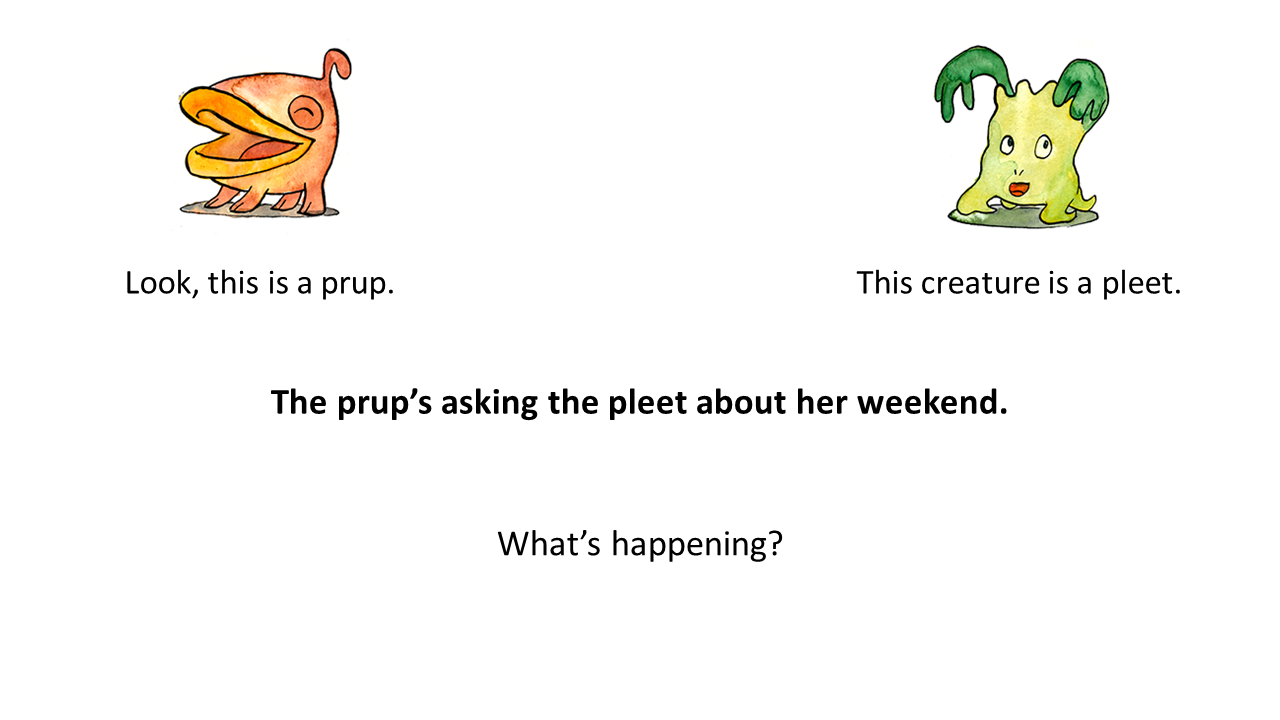 Look, this is a prup.
This creature is a pleet.
The prup’s asking the pleet about her weekend.
What’s happening?